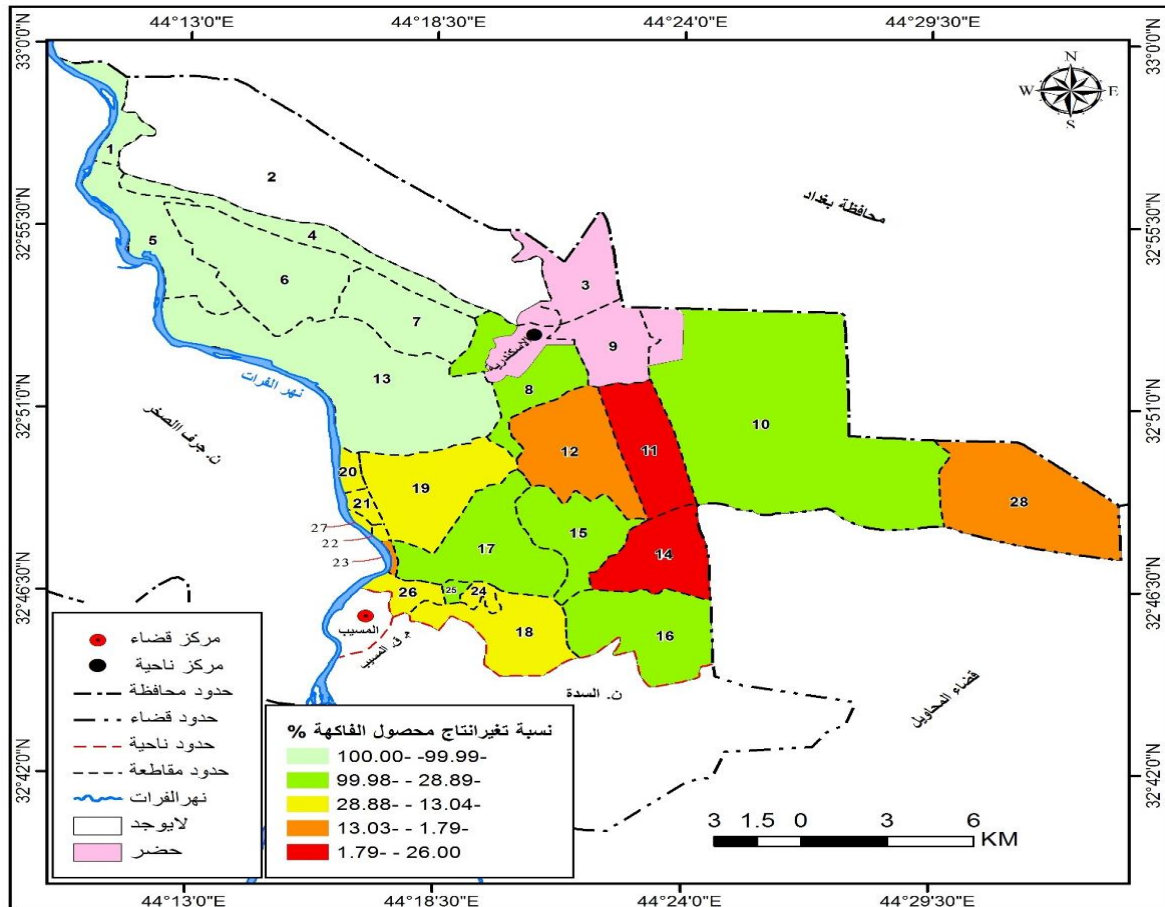 44°13'0"E 44°18'30"E 44°24'0"E 44°29'30"E
33°0'0"N 33°0'0"N
N
W E
S
1
2
محافظة بغداد
32°55'30"N 32°55'30"N
5 4
3
6
7
9
الاسكندرية
13
8
نهر الفرات
ن. جرف الصخر
32°51'0"N 32°51'0"N
10
12 11
20 19
28
21
27
22
23
15
17
14
32°46'30"N 32°46'30"N
26 25 24
المسيب
م.ق. المسيب
18
16
ن. السدة
قضاء المحاويل
مركز قضاء
مركز ناحية
حدود محافظة
حدود قضاء
حدود ناحية
حدود مقاطعة
نهرالفرات
لايوجد
حضر
نسبة تغيرانتاج محصول الفاكهة %
100.00- -99.99-
99.98- - 28.89-
28.88- - 13.04-
13.03- - 1.79-
1.79- - 26.00
32°42'0"N 32°42'0"N
3 1.5 0 3 6
KM
44°13'0"E 44°18'30"E 44°24'0"E 44°29'30"E